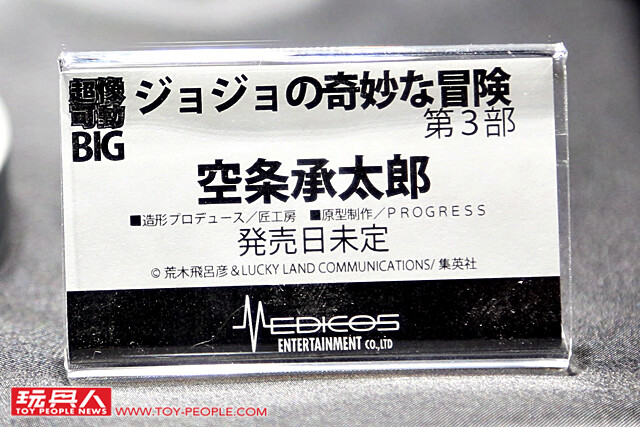 超像
可動
BIG
ジョジョの奇妙な冒険
第3部
空条承太郎
■造形プロデュース／匠工房 ■原型制作／PROGRESS
発売日未定
© 荒木飛呂彦&LUCKY LAND COMMUNICATIONS/ 集英社
MEDICOS
ENTERTAINMENT CO.,LTD
玩具人
TOY PEOPLE NEWS WWW.TOY-PEOPLE.COM